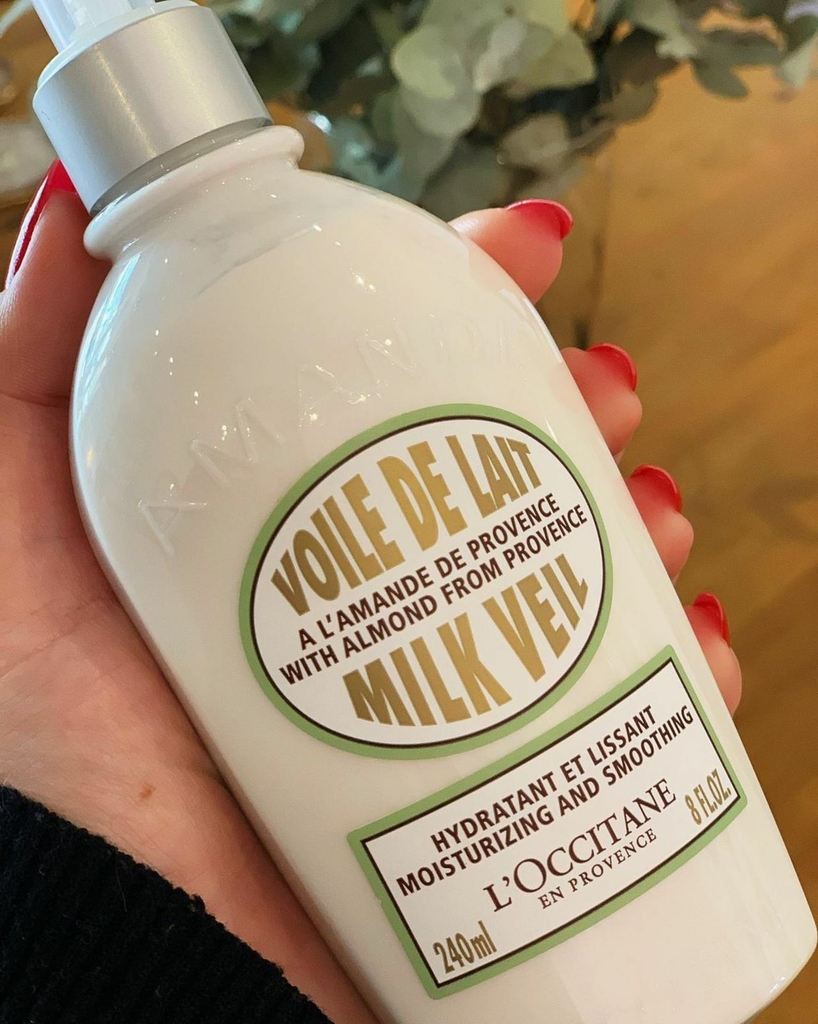 AMANDE
VOILE DE LAIT
A L'AMANDE DE PROVENCE
WITH ALMOND FROM PROVENCE
MILK VEIL
HYDRATANT ET LISSANT
MOISTURIZING AND SMOOTHING
L'OCCITANE
EN PROVENCE
240ml
8 FL.OZ.